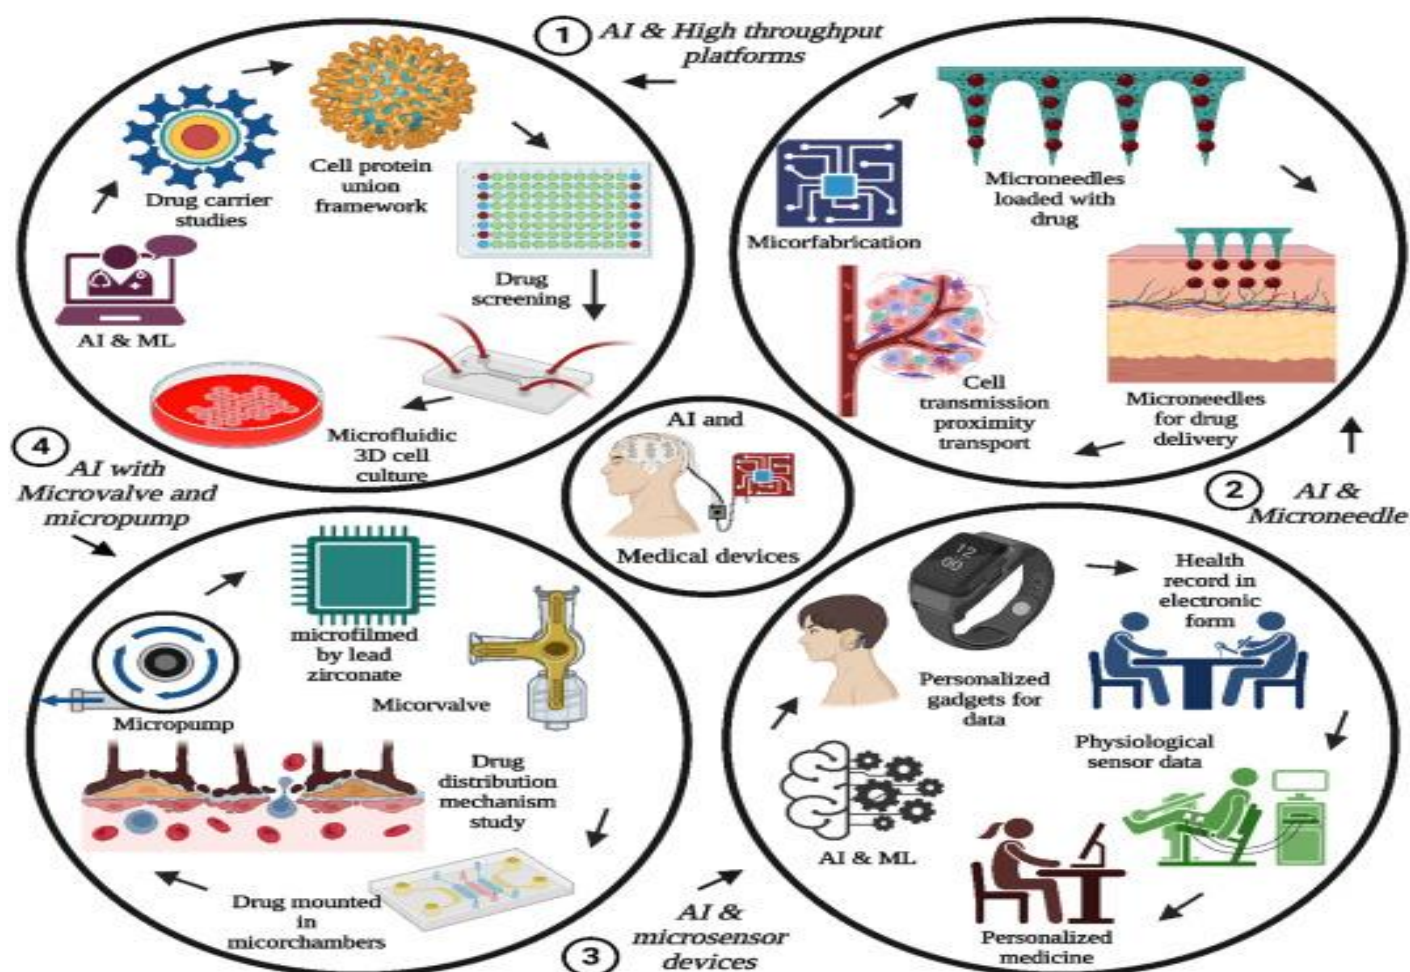 1
AI & High throughput
platforms
Drug carrier
studies
Cell protein
union
framework
Drug
screening
AI & ML
Microfluidic
3D cell
culture
Micorfabrication
Microneedles
loaded with
drug
Microneedles
for drug
delivery
Cell
transmission
proximity
transport
2
AI &
Microneedle
AI and
Medical devices
4
AI with
Microvalve and
micropump
microfilmed
by lead
zirconate
Micorvalve
Micropump
Drug
distribution
mechanism
study
Drug mounted
in
micorchambers
3
AI &
microsensor
devices
12
00
Health
record in
electronic
form
Personalized
gadgets for
data
Physiological
sensor data
AI & ML
Personalized
medicine